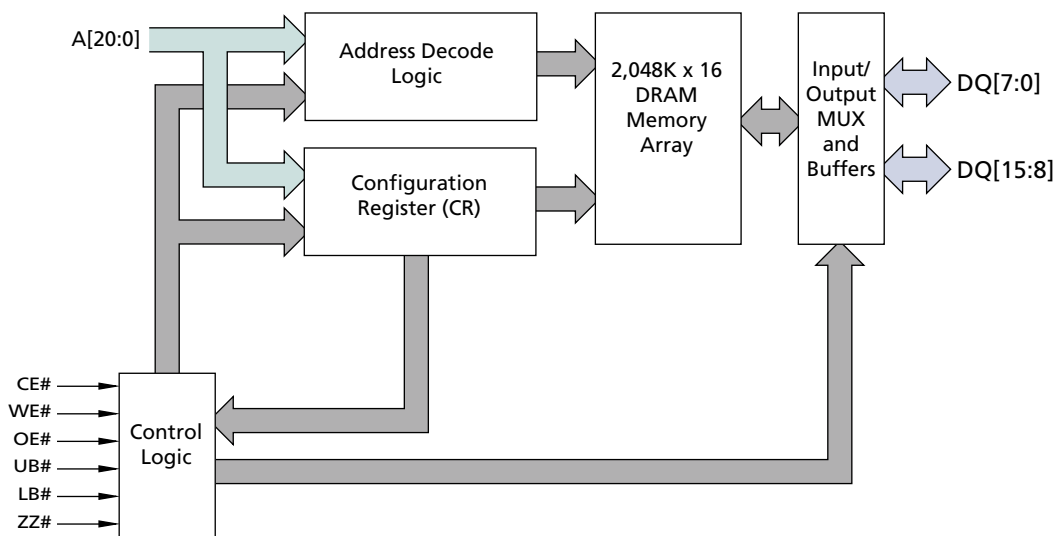 A[20:0]
Address Decode
Logic
2,048K x 16
DRAM
Memory
Array
Input/
Output
MUX
and
Buffers
DQ[7:0]
DQ[15:8]
Configuration
Register (CR)
CE#
WE#
OE#
UB#
LB#
ZZ#
Control
Logic